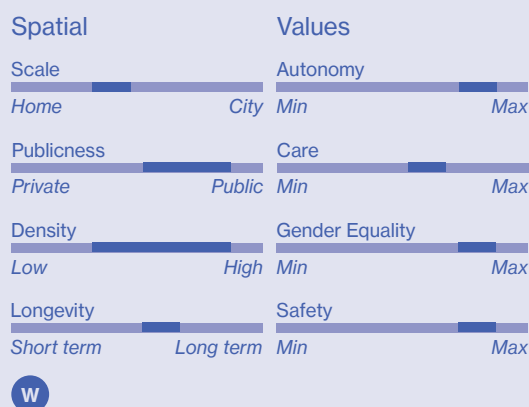 Spatial
Scale
Home City
Publicness
Private Public
Density
Low High
Longevity
Short term Long term
W
Values
Autonomy
Min Max
Care
Min Max
Gender Equality
Min Max
Safety
Min Max